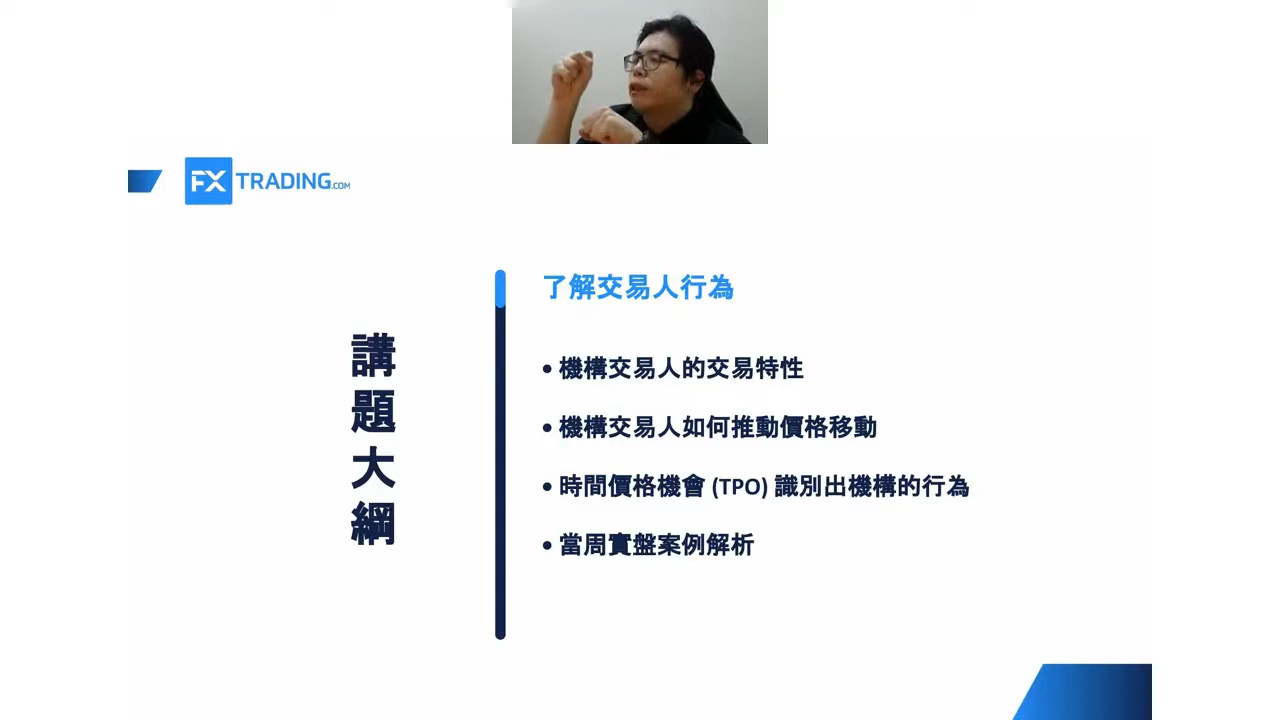 FX TRADING.COM
講題大綱
了解交易人行為
• 機構交易人的交易特性
• 機構交易人如何推動價格移動
• 時間價格機會 (TPO) 識別出機構的行為
• 當周實盤案例解析